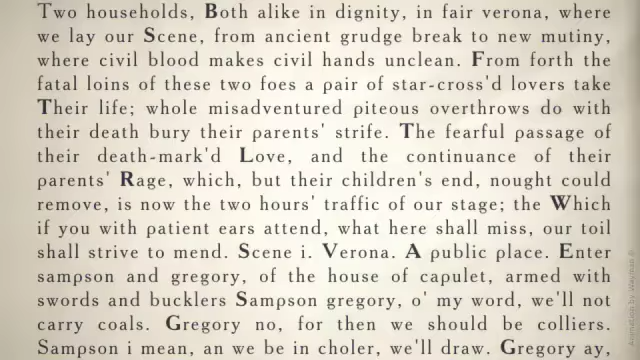 Two households, Both alike in dignity, in fair verona, where
we lay our Scene, from ancient grudge break to new mutiny,
where civil blood makes civil hands unclean. From forth the
fatal loins of these two foes a pair of star-cross'd lovers take
Their life; whole misadventured piteous overthrows do with
their death bury their parents' strife. The fearful passage of
their death-mark'd Love, and the continuance of their
parents' Rage, which, but their children's end, nought could
remove, is now the two hours' traffic of our stage; the Which
if you with patient ears attend, what here shall miss, our toil
shall strive to mend. Scene i. Verona. A public place. Enter
sampson and gregory, of the house of capulet, armed with
swords and bucklers Sampson gregory, o' my word, we'll not
carry coals. Gregory no, for then we should be colliers.
Sampson i mean, an we be in choler, we'll draw. Gregory ay,